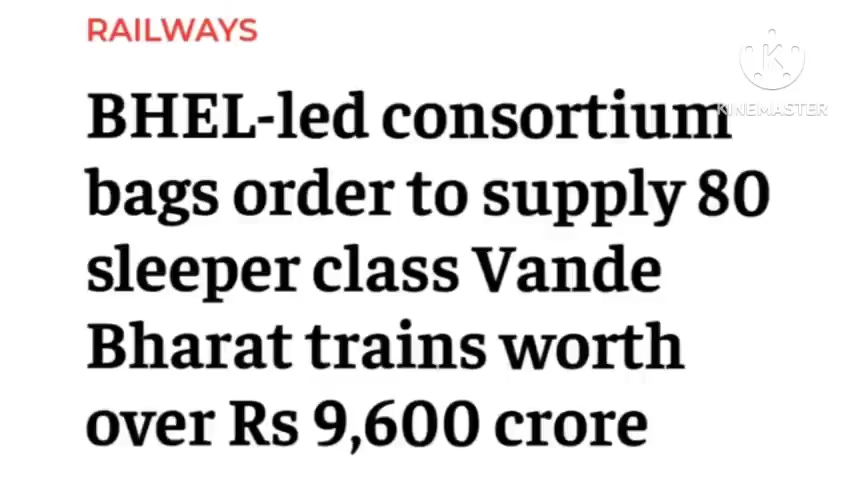 RAILWAYS
BHEL-led consortium
bags order to supply 80
sleeper class Vande
Bharat trains worth
over Rs 9,600 crore
K
KINEMASTER